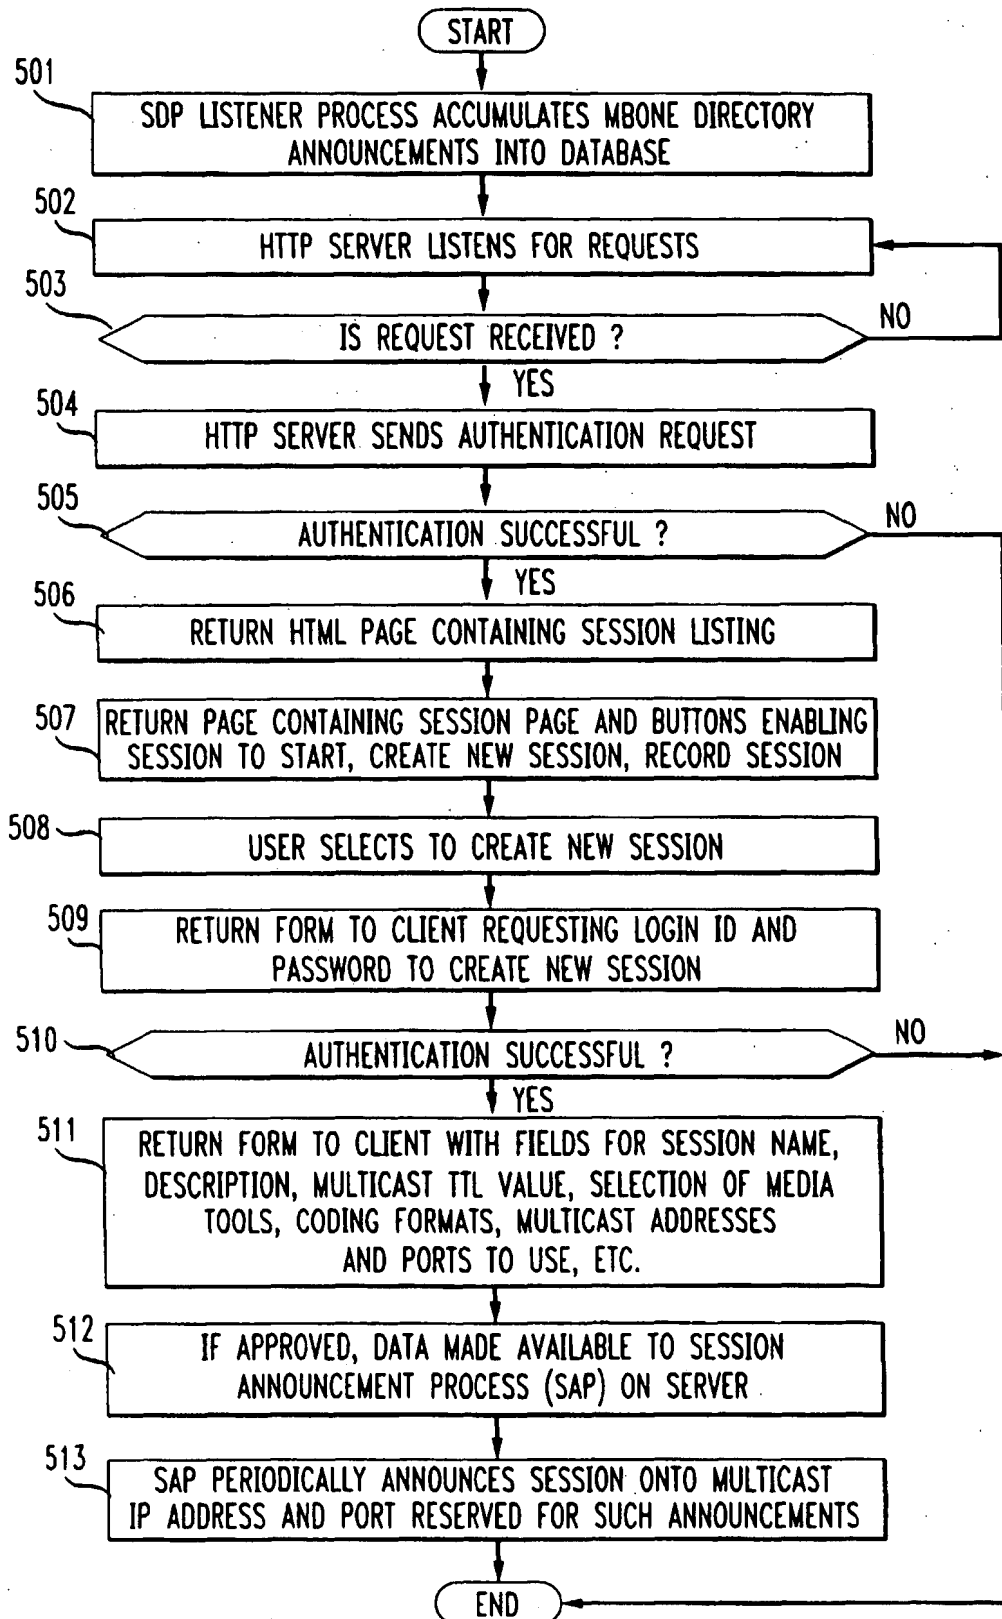 START
501
SDP LISTENER PROCESS ACCUMULATES MBONE DIRECTORY
ANNOUNCEMENTS INTO DATABASE
502
HTTP SERVER LISTENS FOR REQUESTS
503
IS REQUEST RECEIVED ?
NO
YES
504
HTTP SERVER SENDS AUTHENTICATION REQUEST
505
AUTHENTICATION SUCCESSFUL ?
NO
YES
506
RETURN HTML PAGE CONTAINING SESSION LISTING
507
RETURN PAGE CONTAINING SESSION PAGE AND BUTTONS ENABLING
SESSION TO START, CREATE NEW SESSION, RECORD SESSION
508
USER SELECTS TO CREATE NEW SESSION
509
RETURN FORM TO CLIENT REQUESTING LOGIN ID AND
PASSWORD TO CREATE NEW SESSION
510
AUTHENTICATION SUCCESSFUL ?
NO
YES
511
RETURN FORM TO CLIENT WITH FIELDS FOR SESSION NAME,
DESCRIPTION, MULTICAST TTL VALUE, SELECTION OF MEDIA
TOOLS, CODING FORMATS, MULTICAST ADDRESSES
AND PORTS TO USE, ETC.
512
IF APPROVED, DATA MADE AVAILABLE TO SESSION
ANNOUNCEMENT PROCESS (SAP) ON SERVER
513
SAP PERIODICALLY ANNOUNCES SESSION ONTO MULTICAST
IP ADDRESS AND PORT RESERVED FOR SUCH ANNOUNCEMENTS
END